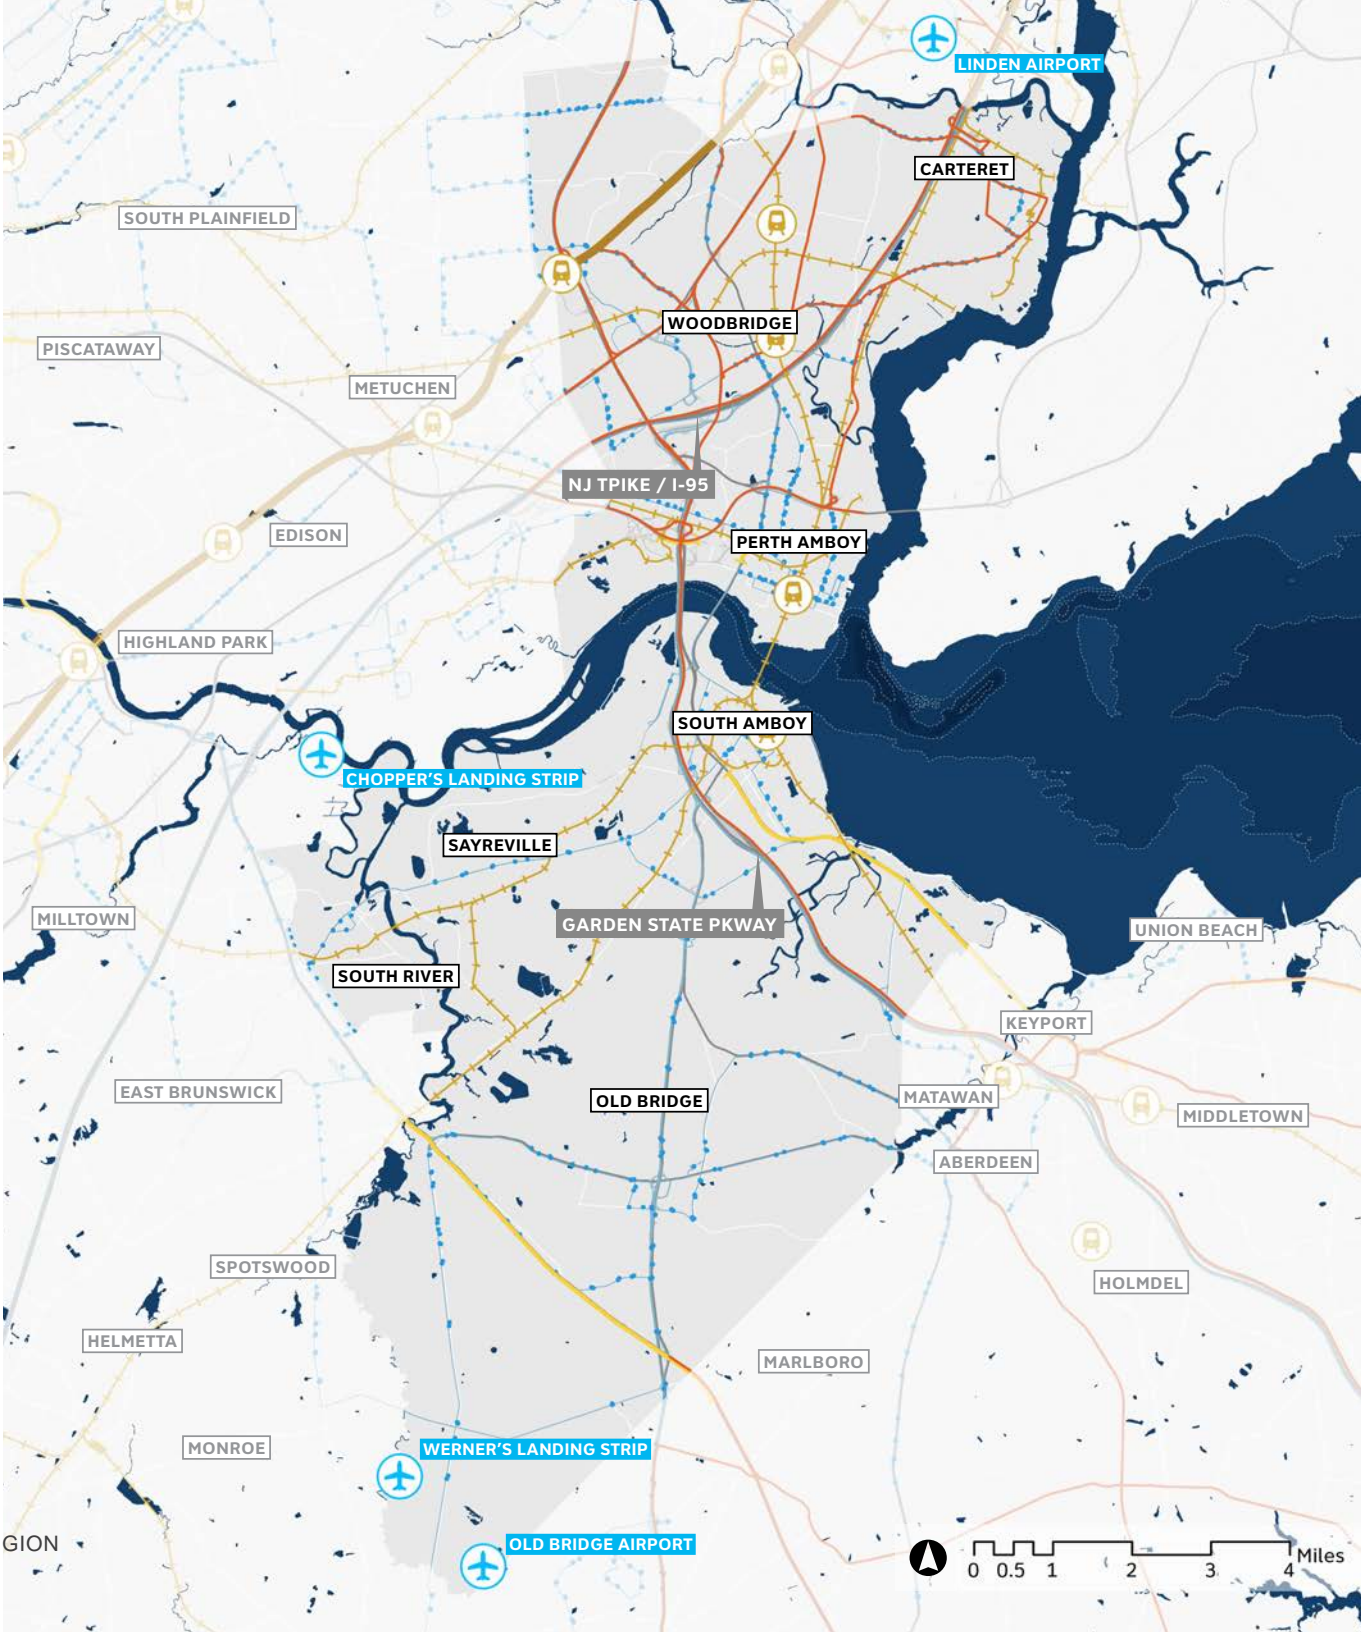 LINDEN AIRPORT
CARTERET
SOUTH PLAINFIELD
WOODBRIDGE
PISCATAWAY
METUCHEN
NJ TPIKE / I-95
EDISON
PERTH AMBOY
HIGHLAND PARK
SOUTH AMBOY
CHOPPER'S LANDING STRIP
SAYREVILLE
MILLTOWN
GARDEN STATE PKWAY
UNION BEACH
SOUTH RIVER
KEYPORT
EAST BRUNSWICK
OLD BRIDGE
MATAWAN
MIDDLETOWN
ABERDEEN
SPOTSWOOD
HOLMDEL
HELMETTA
MARLBORO
MONROE
WERNER'S LANDING STRIP
GION
OLD BRIDGE AIRPORT
Miles
0 0.5 1 2 3 4